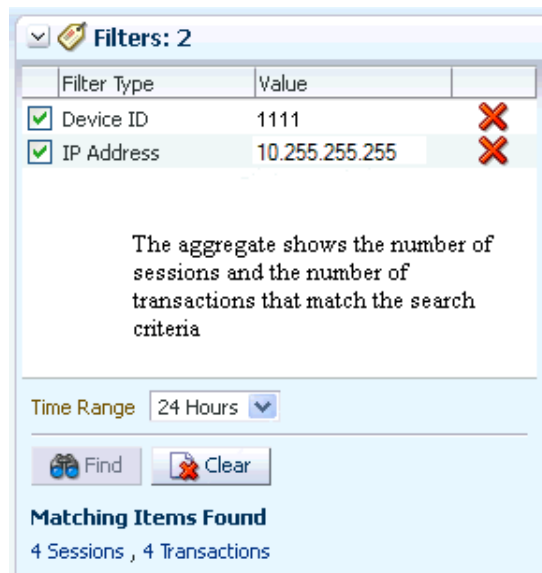 Filters: 2
Filter Type Value
Device ID 1111
IP Address 10.255.255.255
The aggregate shows the number of
sessions and the number of
transactions that match the search
criteria
Time Range 24 Hours
Find Clear
Matching Items Found
4 Sessions , 4 Transactions